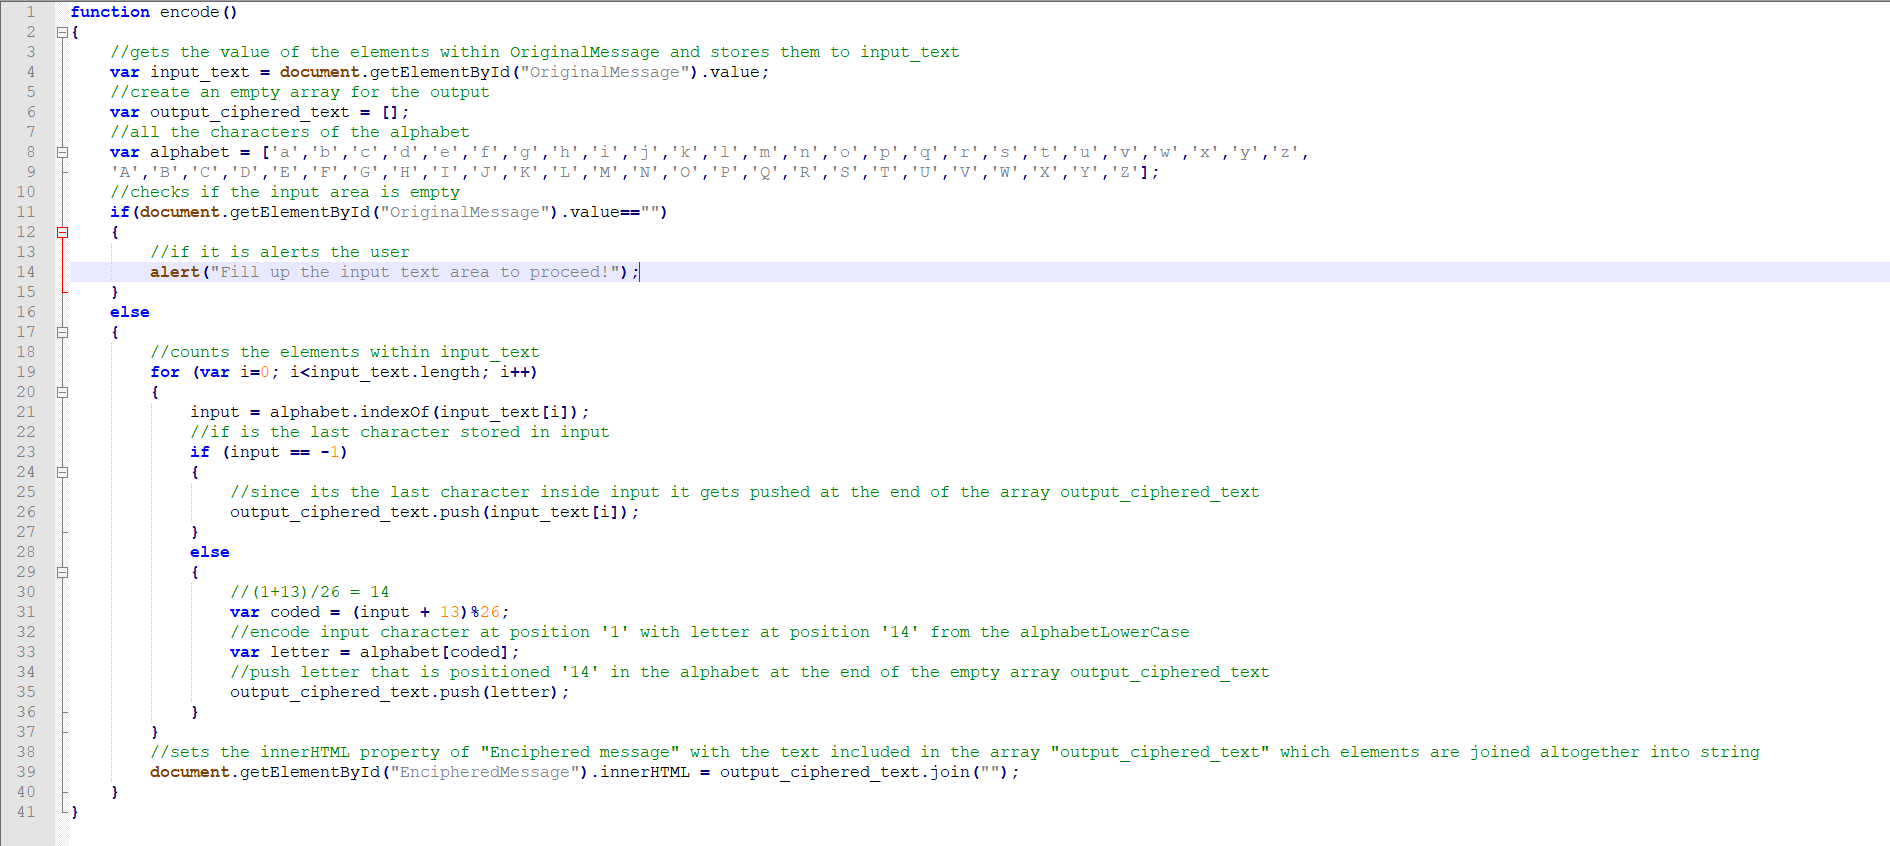 1 function encode()
2 {
3 //gets the value of the elements within OriginalMessage and stores them to input_text
4 var input_text = document.getElementById("OriginalMessage").value;
5 //create an empty array for the output
6 var output_ciphered_text = [];
7 //all the characters of the alphabet
8 var alphabet = ['a','b','c','d','e','f','g','h','i','j','k','l','m','n','o','p','q','r','s','t','u','v','w','x','y','z',
9 'A','B','C','D','E','F','G','H','I','J','K','L','M','N','O','P','Q','R','S','T','U','V','W','X','Y','Z'];
10 //checks if the input area is empty
11 if(document.getElementById("OriginalMessage").value=="")
12 {
13 //if it is alerts the user
14 alert("Fill up the input text area to proceed!");
15 }
16 else
17 {
18 //counts the elements within input_text
19 for (var i=0; i<input_text.length; i++)
20 {
21 input = alphabet.indexOf(input_text[i]);
22 //if is the last character stored in input
23 if (input == -1)
24 {
25 //since its the last character inside input it gets pushed at the end of the array output_ciphered_text
26 output_ciphered_text.push(input_text[i]);
27 }
28 else
29 {
30 //(1+13)/26 = 14
31 var coded = (input + 13)%26;
32 //encode input character at position '1' with letter at position '14' from the alphabetLowerCase
33 var letter = alphabet[coded];
34 //push letter that is positioned '14' in the alphabet at the end of the empty array output_ciphered_text
35 output_ciphered_text.push(letter);
36 }
37 }
38 //sets the innerHTML property of "Enciphered message" with the text included in the array "output_ciphered_text" which elements are joined altogether into string
39 document.getElementById("EncipheredMessage").innerHTML = output_ciphered_text.join("");
40 }
41 }